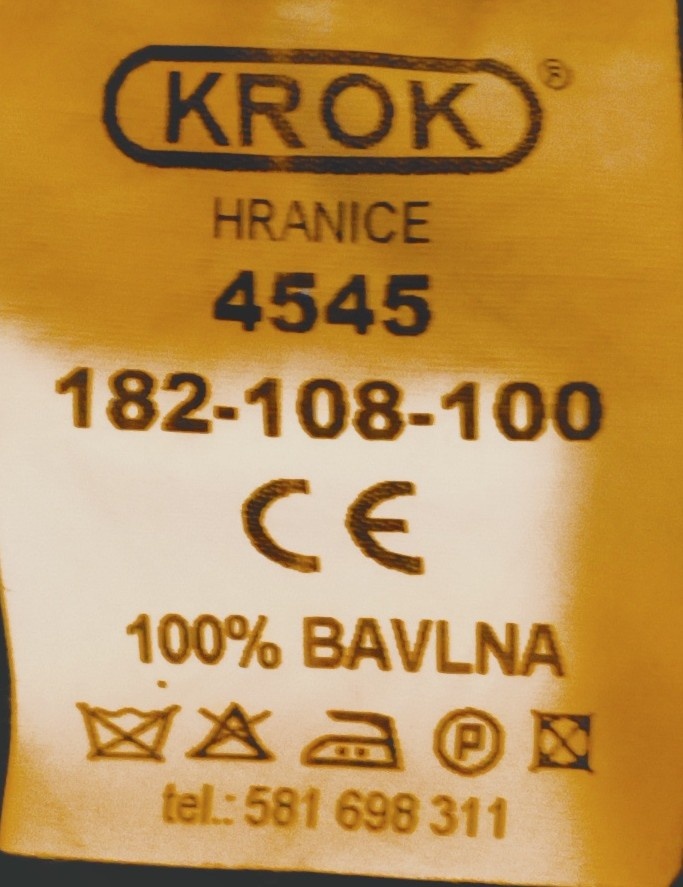 KROK®
HRANICE
4545
182-108-100
CE
100% BAVLNA
P
tel.: 581 698 311